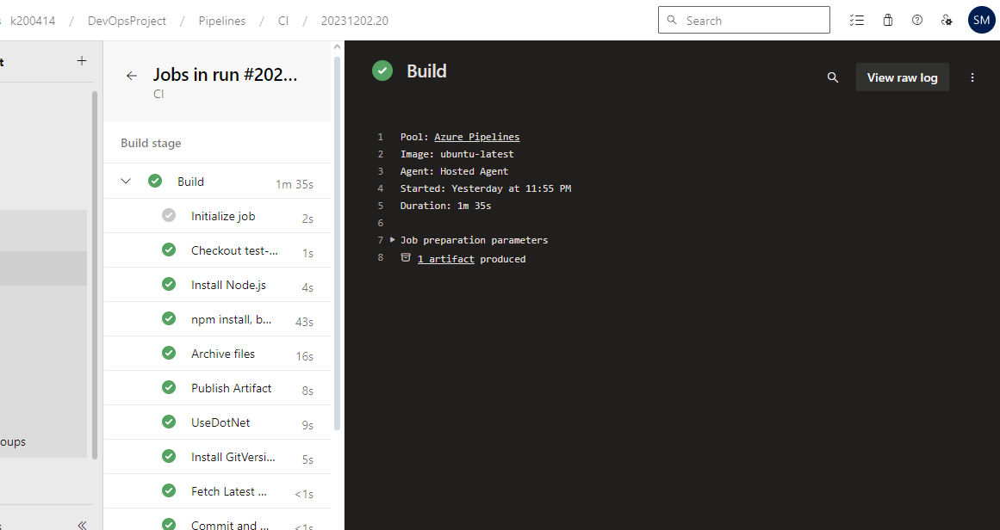 k200414 / DevOpsProject / Pipelines / CI / 20231202.20
Search
SM
t
+
Jobs in run #202...
CI
Build stage
Build 1m 35s
Initialize job 2s
Checkout test-... 1s
Install Node.js 4s
npm install, b... 43s
Archive files 16s
Publish Artifact 8s
UseDotNet 9s
Install GitVersi... 5s
Fetch Latest ... <1s
Commit and ... <1s
oups
Build
View raw log
1 Pool: Azure Pipelines
2 Image: ubuntu-latest
3 Agent: Hosted Agent
4 Started: Yesterday at 11:55 PM
5 Duration: 1m 35s
6
7 Job preparation parameters
8 1 artifact produced